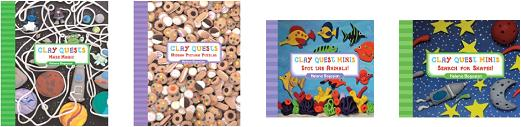 CLAY QUESTS
MAZE MANIA
CLAY QUESTS
HIDDEN PICTURE PUZZLES
CLAY QUEST MINIS
SPOT THE ANIMALS!
Helena Bogosian
CLAY QUEST MINIS
SEARCH FOR SHAPES!
Helena Bogosian